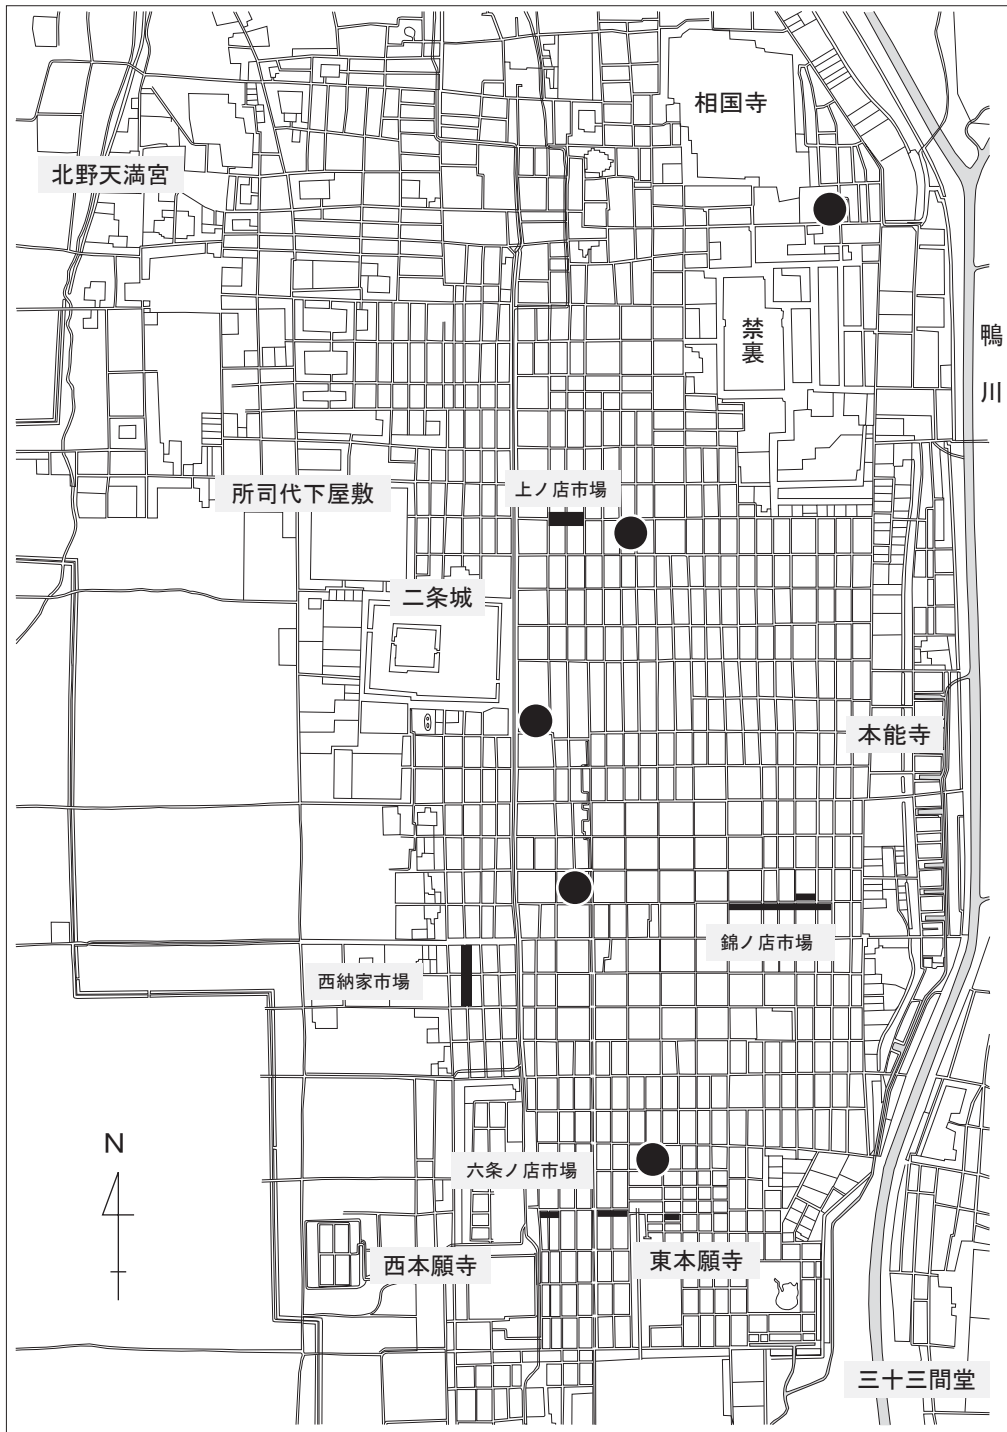 相国寺
北野天満宮
禁裏
鴨川
上ノ店市場
所司代下屋敷
二条城
本能寺
錦ノ店市場
西納家市場
N
六条ノ店市場
東本願寺
西本願寺
三十三間堂